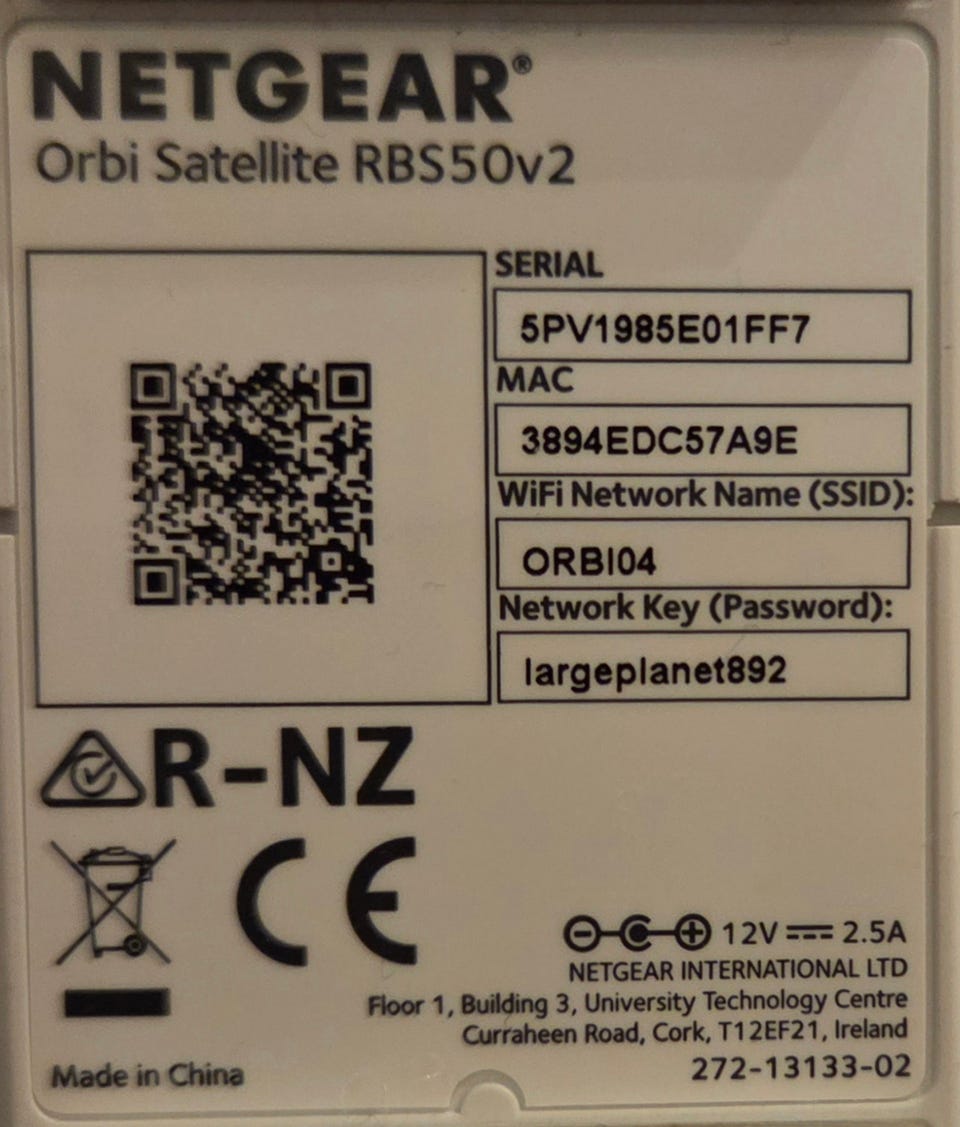 NETGEAR®
Orbi Satellite RBS50v2
SERIAL
5PV1985E01FF7
MAC
3894EDC57A9E
WiFi Network Name (SSID):
ORBI04
Network Key (Password):
largeplanet892
R-NZ
CE
12V 2.5A
NETGEAR INTERNATIONAL LTD
Floor 1, Building 3, University Technology Centre
Curraheen Road, Cork, T12EF21, Ireland
272-13133-02
Made in China